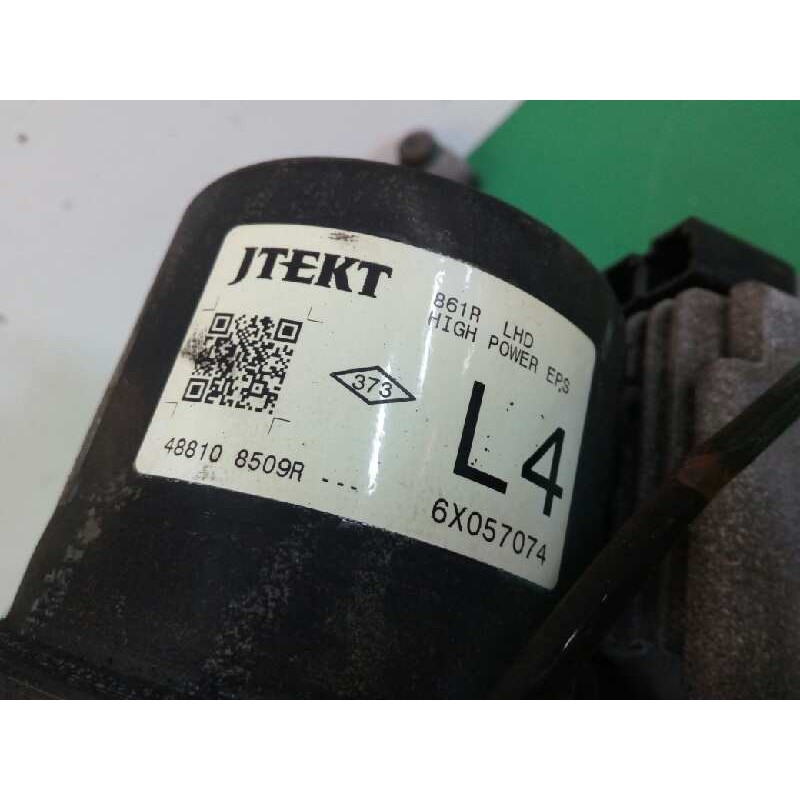 JTEKT
861R LHD
HIGH POWER EPS
373
L4
48810 8509R ---
6X057074